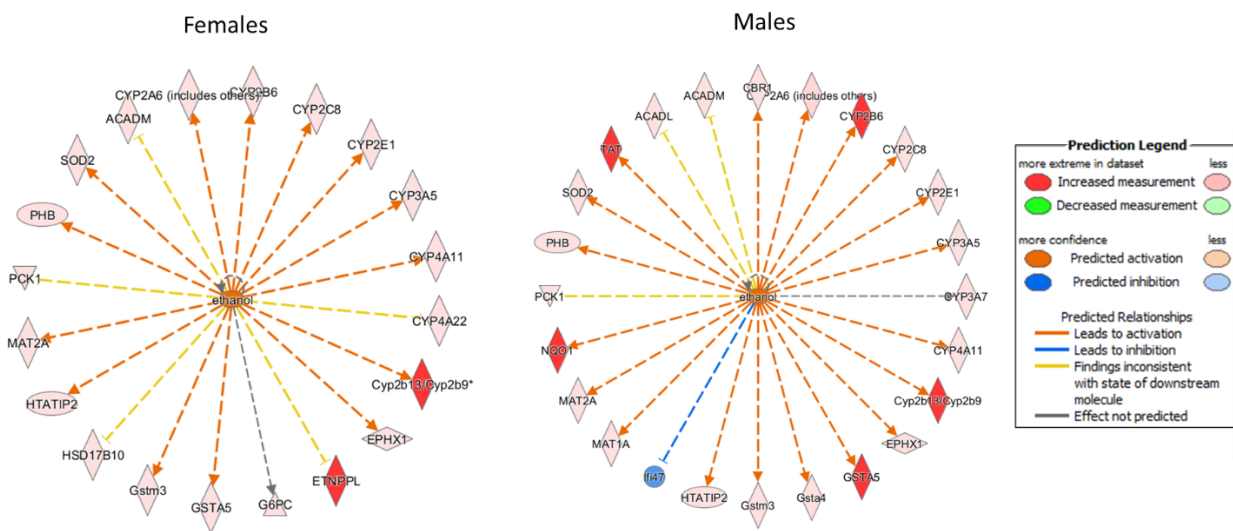 Females
Males
CYP2A6 (includes others)
CYP2B6
ACADM
CYP2C8
SOD2
CYP2E1
PHB
CYP3A5
PCK1
CYP4A11
ethanol
MAT2A
CYP4A22
HTATIP2
Cyp2b13/Cyp2b9*
HSD17B10
EPHX1
Gstm3
ETNPPL
GSTA5
G6PC
CBR1
ACADM
CYP2A6 (includes others)
ACADL
CYP2B6
TAT
CYP2C8
SOD2
CYP2E1
PHB
CYP3A5
PCK1
ethanol
CYP3A7
NQO1
CYP4A11
MAT2A
Cyp2b13/Cyp2b9
MAT1A
EPHX1
Ifi47
GSTA5
HTATIP2
Gsta4
Gstm3
Prediction Legend
more extreme in dataset less
Increased measurement
Decreased measurement
more confidence less
Predicted activation
Predicted inhibition
Predicted Relationships
Leads to activation
Leads to inhibition
Findings inconsistent
with state of downstream
molecule
Effect not predicted